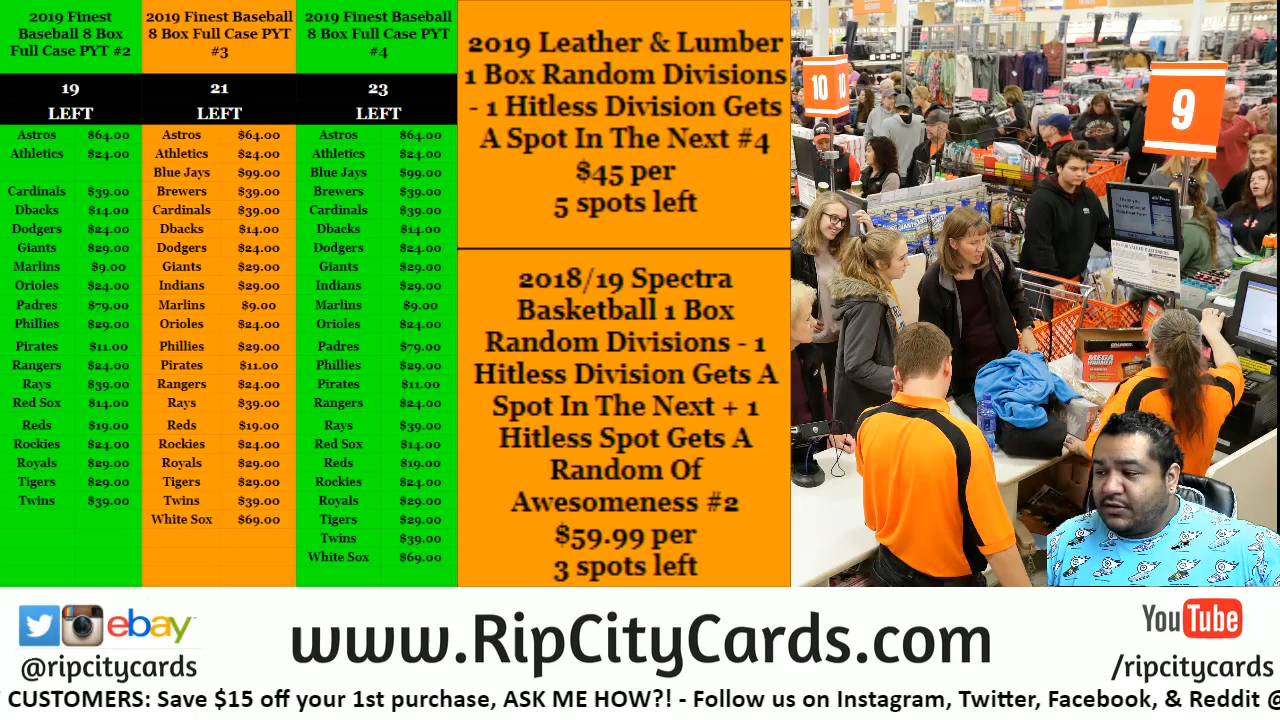 2019 Finest
Baseball 8 Box
Full Case PYT #2
19
LEFT
Astros $64.00
Athletics $24.00
Cardinals $39.00
Dbacks $14.00
Dodgers $24.00
Giants $29.00
Marlins $9.00
Orioles $24.00
Padres $79.00
Phillies $29.00
Pirates $11.00
Rangers $24.00
Rays $39.00
Red Sox $14.00
Reds $19.00
Rockies $24.00
Royals $29.00
Tigers $29.00
Twins $39.00
2019 Finest Baseball
8 Box Full Case PYT
#3
21
LEFT
Astros $64.00
Athletics $24.00
Blue Jays $99.00
Brewers $39.00
Cardinals $39.00
Dbacks $14.00
Dodgers $24.00
Giants $29.00
Indians $29.00
Marlins $9.00
Orioles $24.00
Phillies $29.00
Pirates $11.00
Rangers $24.00
Rays $39.00
Reds $19.00
Rockies $24.00
Royals $29.00
Tigers $29.00
Twins $39.00
White Sox $69.00
2019 Finest Baseball
8 Box Full Case PYT
#4
23
LEFT
Astros $64.00
Athletics $24.00
Blue Jays $99.00
Brewers $39.00
Cardinals $39.00
Dbacks $14.00
Dodgers $24.00
Giants $29.00
Indians $29.00
Marlins $9.00
Orioles $24.00
Padres $79.00
Phillies $29.00
Pirates $11.00
Rangers $24.00
Rays $39.00
Red Sox $14.00
Reds $19.00
Rockies $24.00
Royals $29.00
Tigers $29.00
Twins $39.00
White Sox $69.00
2019 Leather & Lumber
1 Box Random Divisions
- 1 Hitless Division Gets
A Spot In The Next #4
$45 per
5 spots left
2018/19 Spectra
Basketball 1 Box
Random Divisions - 1
Hitless Division Gets A
Spot In The Next + 1
Hitless Spot Gets A
Random Of
Awesomeness #2
$59.99 per
3 spots left
10 10
9
MEGA
WARMER
ebay
@ripcitycards
www.RipCityCards.com
YouTube
/ripcitycards
CUSTOMERS: Save $15 off your 1st purchase, ASK ME HOW?! - Follow us on Instagram, Twitter, Facebook, & Reddit @